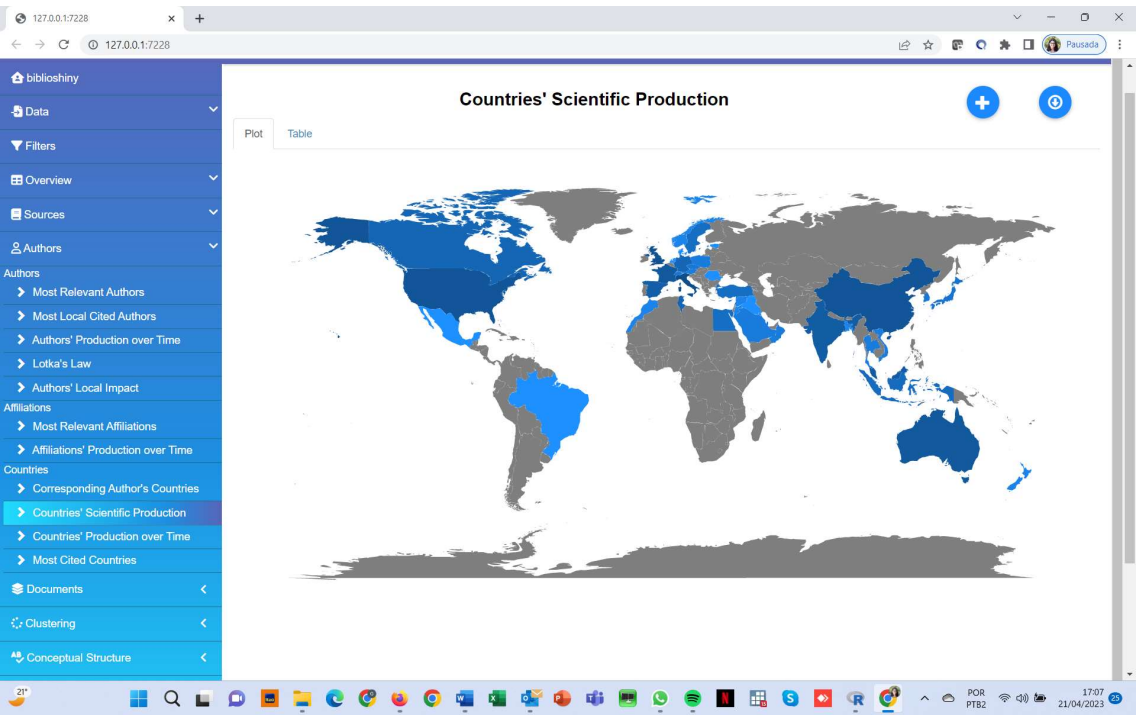 127.0.0.1:7228
127.0.0.1:7228
Pausada
biblioshiny
Data
Filters
Overview
Sources
Authors
Authors
Most Relevant Authors
Most Local Cited Authors
Authors' Production over Time
Lotka's Law
Authors' Local Impact
Affiliations
Most Relevant Affiliations
Affiliations' Production over Time
Countries
Corresponding Author's Countries
Countries' Scientific Production
Countries' Production over Time
Most Cited Countries
Documents
Clustering
Conceptual Structure
Countries' Scientific Production
Plot Table
21°
POR
PTB2
17:07
21/04/2023
25